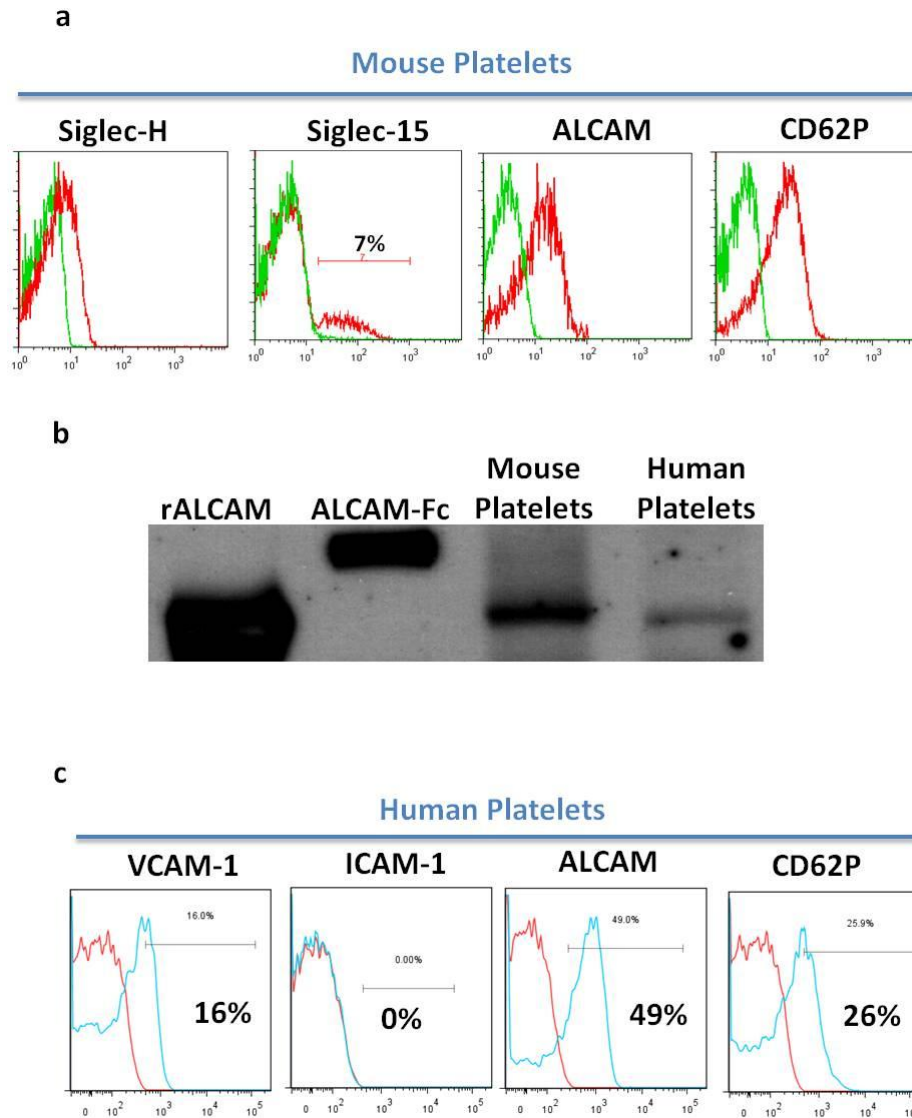 a
Mouse Platelets
Siglec-H Siglec-15 ALCAM CD62P
7%
7.
10⁰ 10¹ 10² 10³ 10⁰ 10¹ 10² 10³ 10⁰ 10¹ 10² 10³ 10⁰ 10¹ 10² 10³
b
Mouse Human
rALCAM ALCAM-Fc Platelets Platelets
c
Human Platelets
VCAM-1 ICAM-1 ALCAM CD62P
16.0% 0.00% 49.0% 25.9%
16% 0% 49% 26%
0 10² 10³ 10⁴ 10⁵ 0 10² 10³ 10⁴ 10⁵ 0 10² 10³ 10⁴ 10⁵ 0 10² 10³ 10⁴ 10⁵